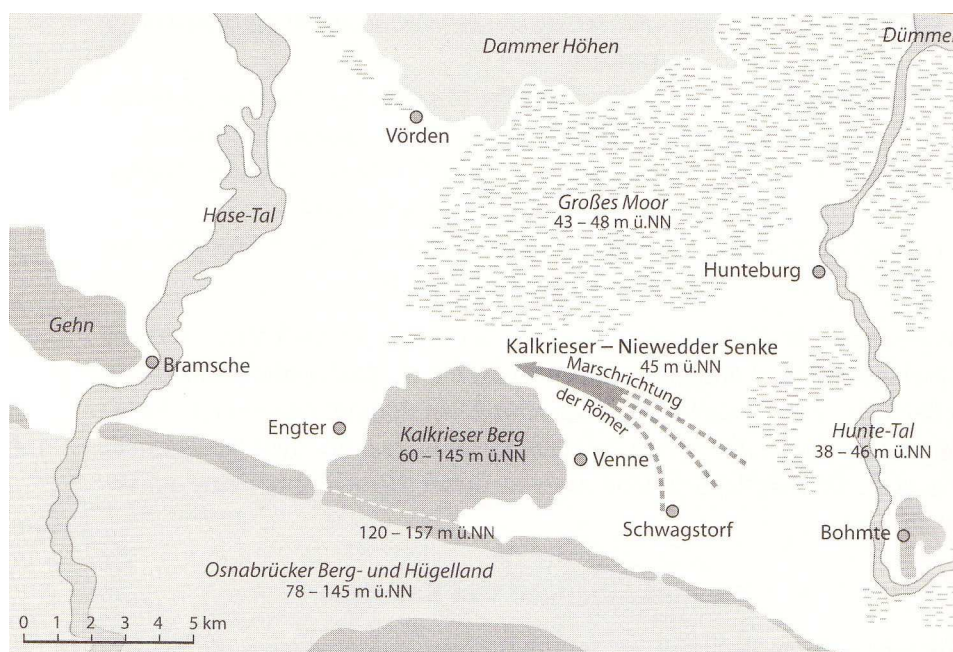 Dammer Höhen
Dümmer
Vörden
Hase-Tal
Großes Moor
43 – 48 m ü.NN
Hunteburg
Gehn
Bramsche
Kalkrieser – Niewedder Senke
45 m ü.NN
Marschrichtung
der Römer
Engter
Kalkrieser Berg
60 – 145 m ü.NN
Venne
Hunte-Tal
38 – 46 m ü.NN
Schwagstorf
Bohmte
120 – 157 m ü.NN
Osnabrücker Berg- und Hügelland
78 – 145 m ü.NN
0 1 2 3 4 5 km